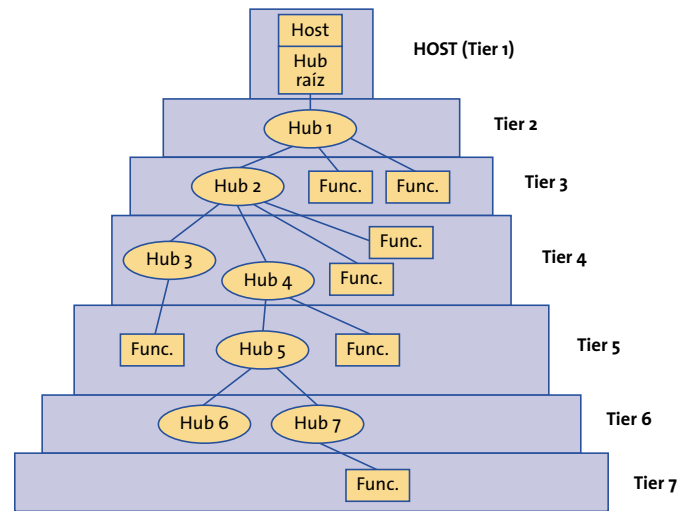 Host
Hub
raíz
HOST (Tier 1)
Hub 1
Tier 2
Hub 2
Func.
Func.
Tier 3
Func.
Hub 3
Hub 4
Func.
Tier 4
Func.
Hub 5
Func.
Tier 5
Hub 6
Hub 7
Tier 6
Func.
Tier 7